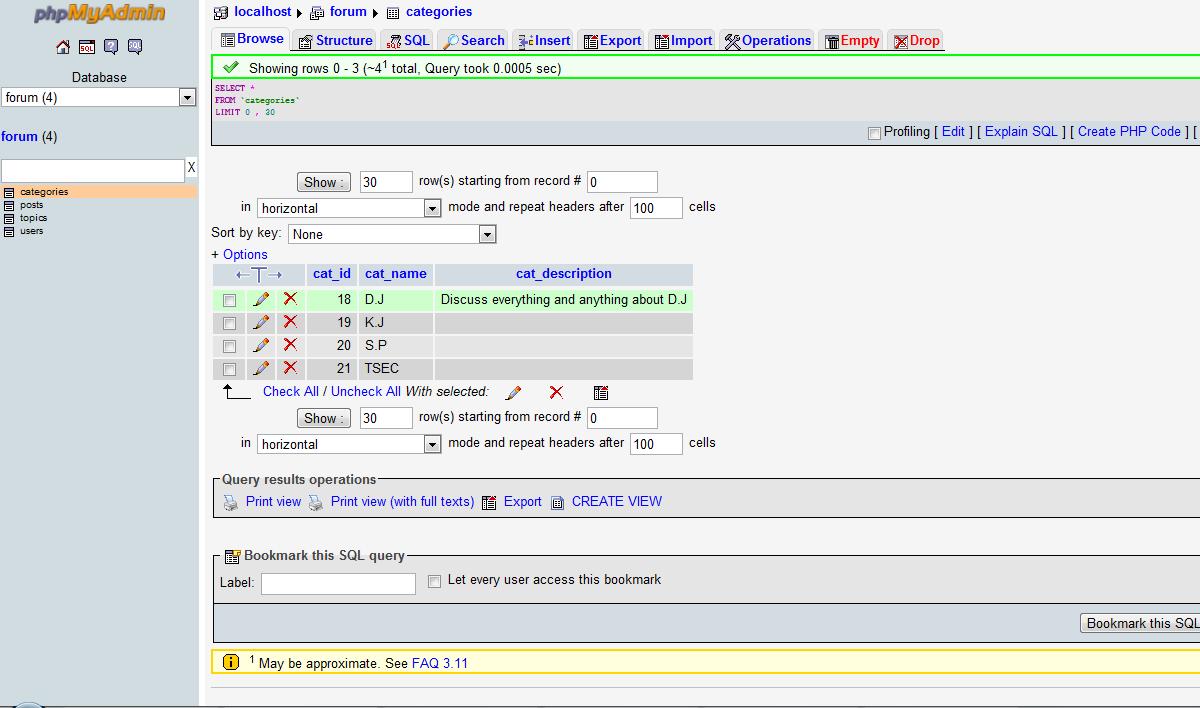 phpMyAdmin
Database
forum (4)
forum (4)
X
categories
posts
topics
users
localhost forum categories
Browse Structure SQL Search Insert Export Import Operations Empty Drop
Showing rows 0 - 3 (~4¹ total, Query took 0.0005 sec)
SELECT *
FROM `categories`
LIMIT 0 , 30
Profiling [ Edit ] [ Explain SQL ] [ Create PHP Code ] [
Show : 30 row(s) starting from record # 0
in horizontal mode and repeat headers after 100 cells
Sort by key: None
+ Options
←T→ cat_id cat_name cat_description
18 D.J Discuss everything and anything about D.J
19 K.J
20 S.P
21 TSEC
Check All / Uncheck All With selected:
Show : 30 row(s) starting from record # 0
in horizontal mode and repeat headers after 100 cells
Query results operations
Print view Print view (with full texts) Export CREATE VIEW
Bookmark this SQL query
Label: Let every user access this bookmark
Bookmark this SQL
¹ May be approximate. See FAQ 3.11